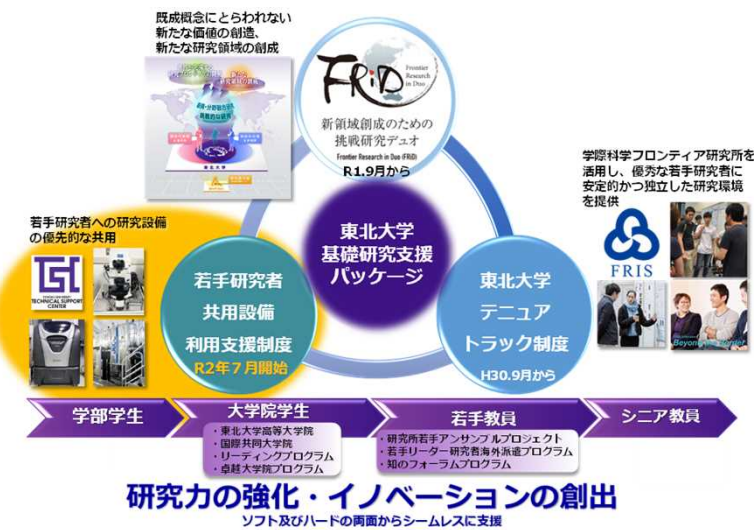 既成概念にとらわれない
新たな価値の創造、
新たな研究領域の創成
FRiD
Frontier
Research
in Duo
新領域創成のための
挑戦研究デュオ
Frontier Research in Duo (FRiD)
R1.9月から
東北大学
学際科学フロンティア研究所を
活用し、優秀な若手研究者に
安定的かつ独立した研究環境
を提供
FRIS
若手研究者への研究設備
の優先的な共用
TSC
TECHNICAL SUPPORT
CENTER
東北大学
基礎研究支援
パッケージ
若手研究者
共用設備
利用支援制度
R2年7月開始
東北大学
テニュア
トラック制度
H30.9月から
学部学生
大学院学生
・東北大学高等大学院
・国際共同大学院
・リーディングプログラム
・卓越大学院プログラム
若手教員
・研究所若手アンサンブルプロジェクト
・若手リーダー研究者海外派遣プログラム
・知のフォーラムプログラム
シニア教員
研究力の強化・イノベーションの創出
ソフト及びハードの両面からシームレスに支援